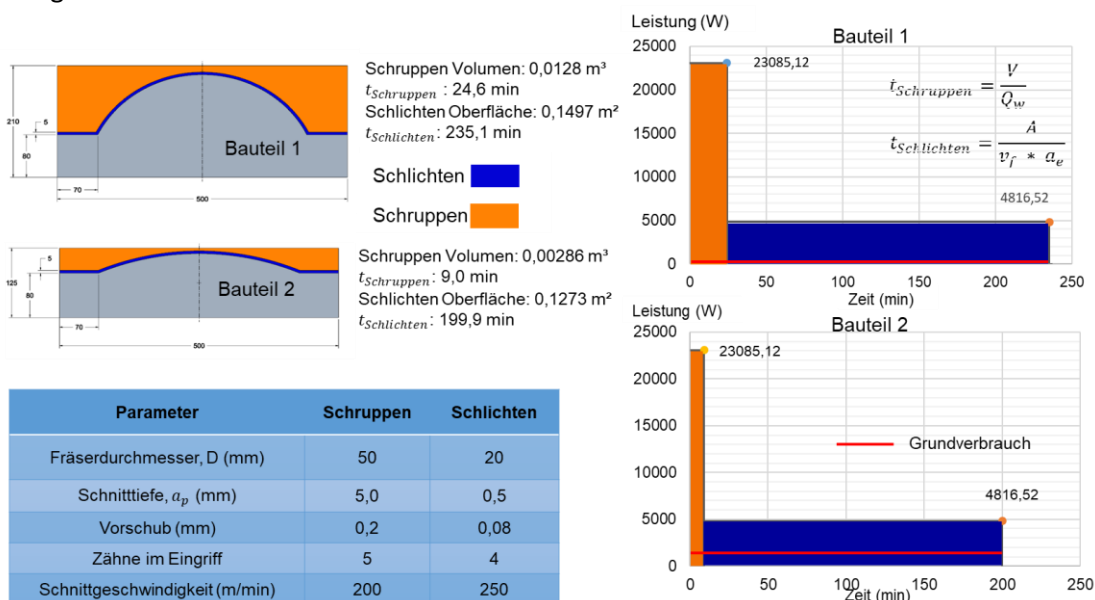 210
5
80
70
500
Bauteil 1
Schruppen Volumen: 0,0128 m³
t_Schruppen : 24,6 min
Schlichten Oberfläche: 0,1497 m²
t_Schlichten: 235,1 min
Schlichten
Schruppen
125
5
80
70
500
Bauteil 2
Schruppen Volumen: 0,00286 m³
t_Schruppen: 9,0 min
Schlichten Oberfläche: 0,1273 m²
t_Schlichten: 199,9 min
Parameter Schruppen Schlichten
Fräserdurchmesser, D (mm) 50 20
Schnitttiefe, a_p (mm) 5,0 0,5
Vorschub (mm) 0,2 0,08
Zähne im Eingriff 5 4
Schnittgeschwindigkeit (m/min) 200 250
Leistung (W)
Bauteil 1
25000
20000
15000
10000
5000
0
23085,12
t_Schruppen = V / Q_w
t_Schlichten = A / v_f * a_e
4816,52
0 50 100 150 200 250
Zeit (min)
Leistung (W)
Bauteil 2
25000
20000
15000
10000
5000
0
23085,12
Grundverbrauch
4816,52
0 50 100 150 200 250
Zeit (min)